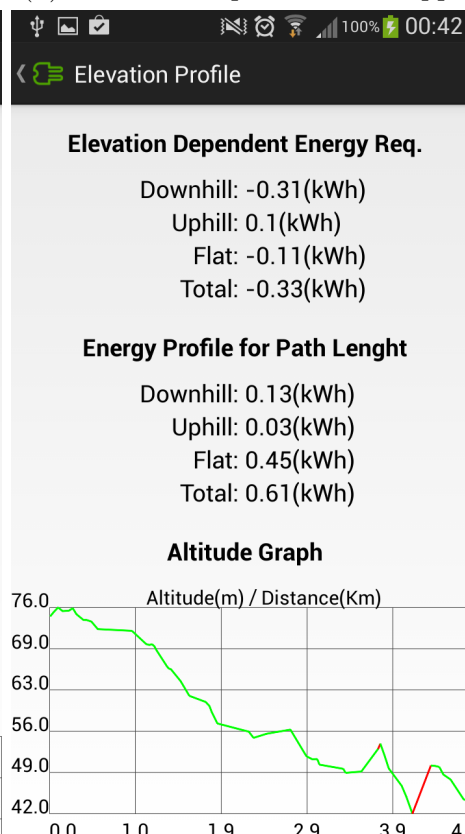 100% 00:42
Elevation Profile
Elevation Dependent Energy Req.
Downhill: -0.31(kWh)
Uphill: 0.1(kWh)
Flat: -0.11(kWh)
Total: -0.33(kWh)
Energy Profile for Path Lenght
Downhill: 0.13(kWh)
Uphill: 0.03(kWh)
Flat: 0.45(kWh)
Total: 0.61(kWh)
Altitude Graph
Altitude(m) / Distance(Km)
76.0
69.0
63.0
56.0
49.0
42.0
0.0 1.0 1.9 2.9 3.9